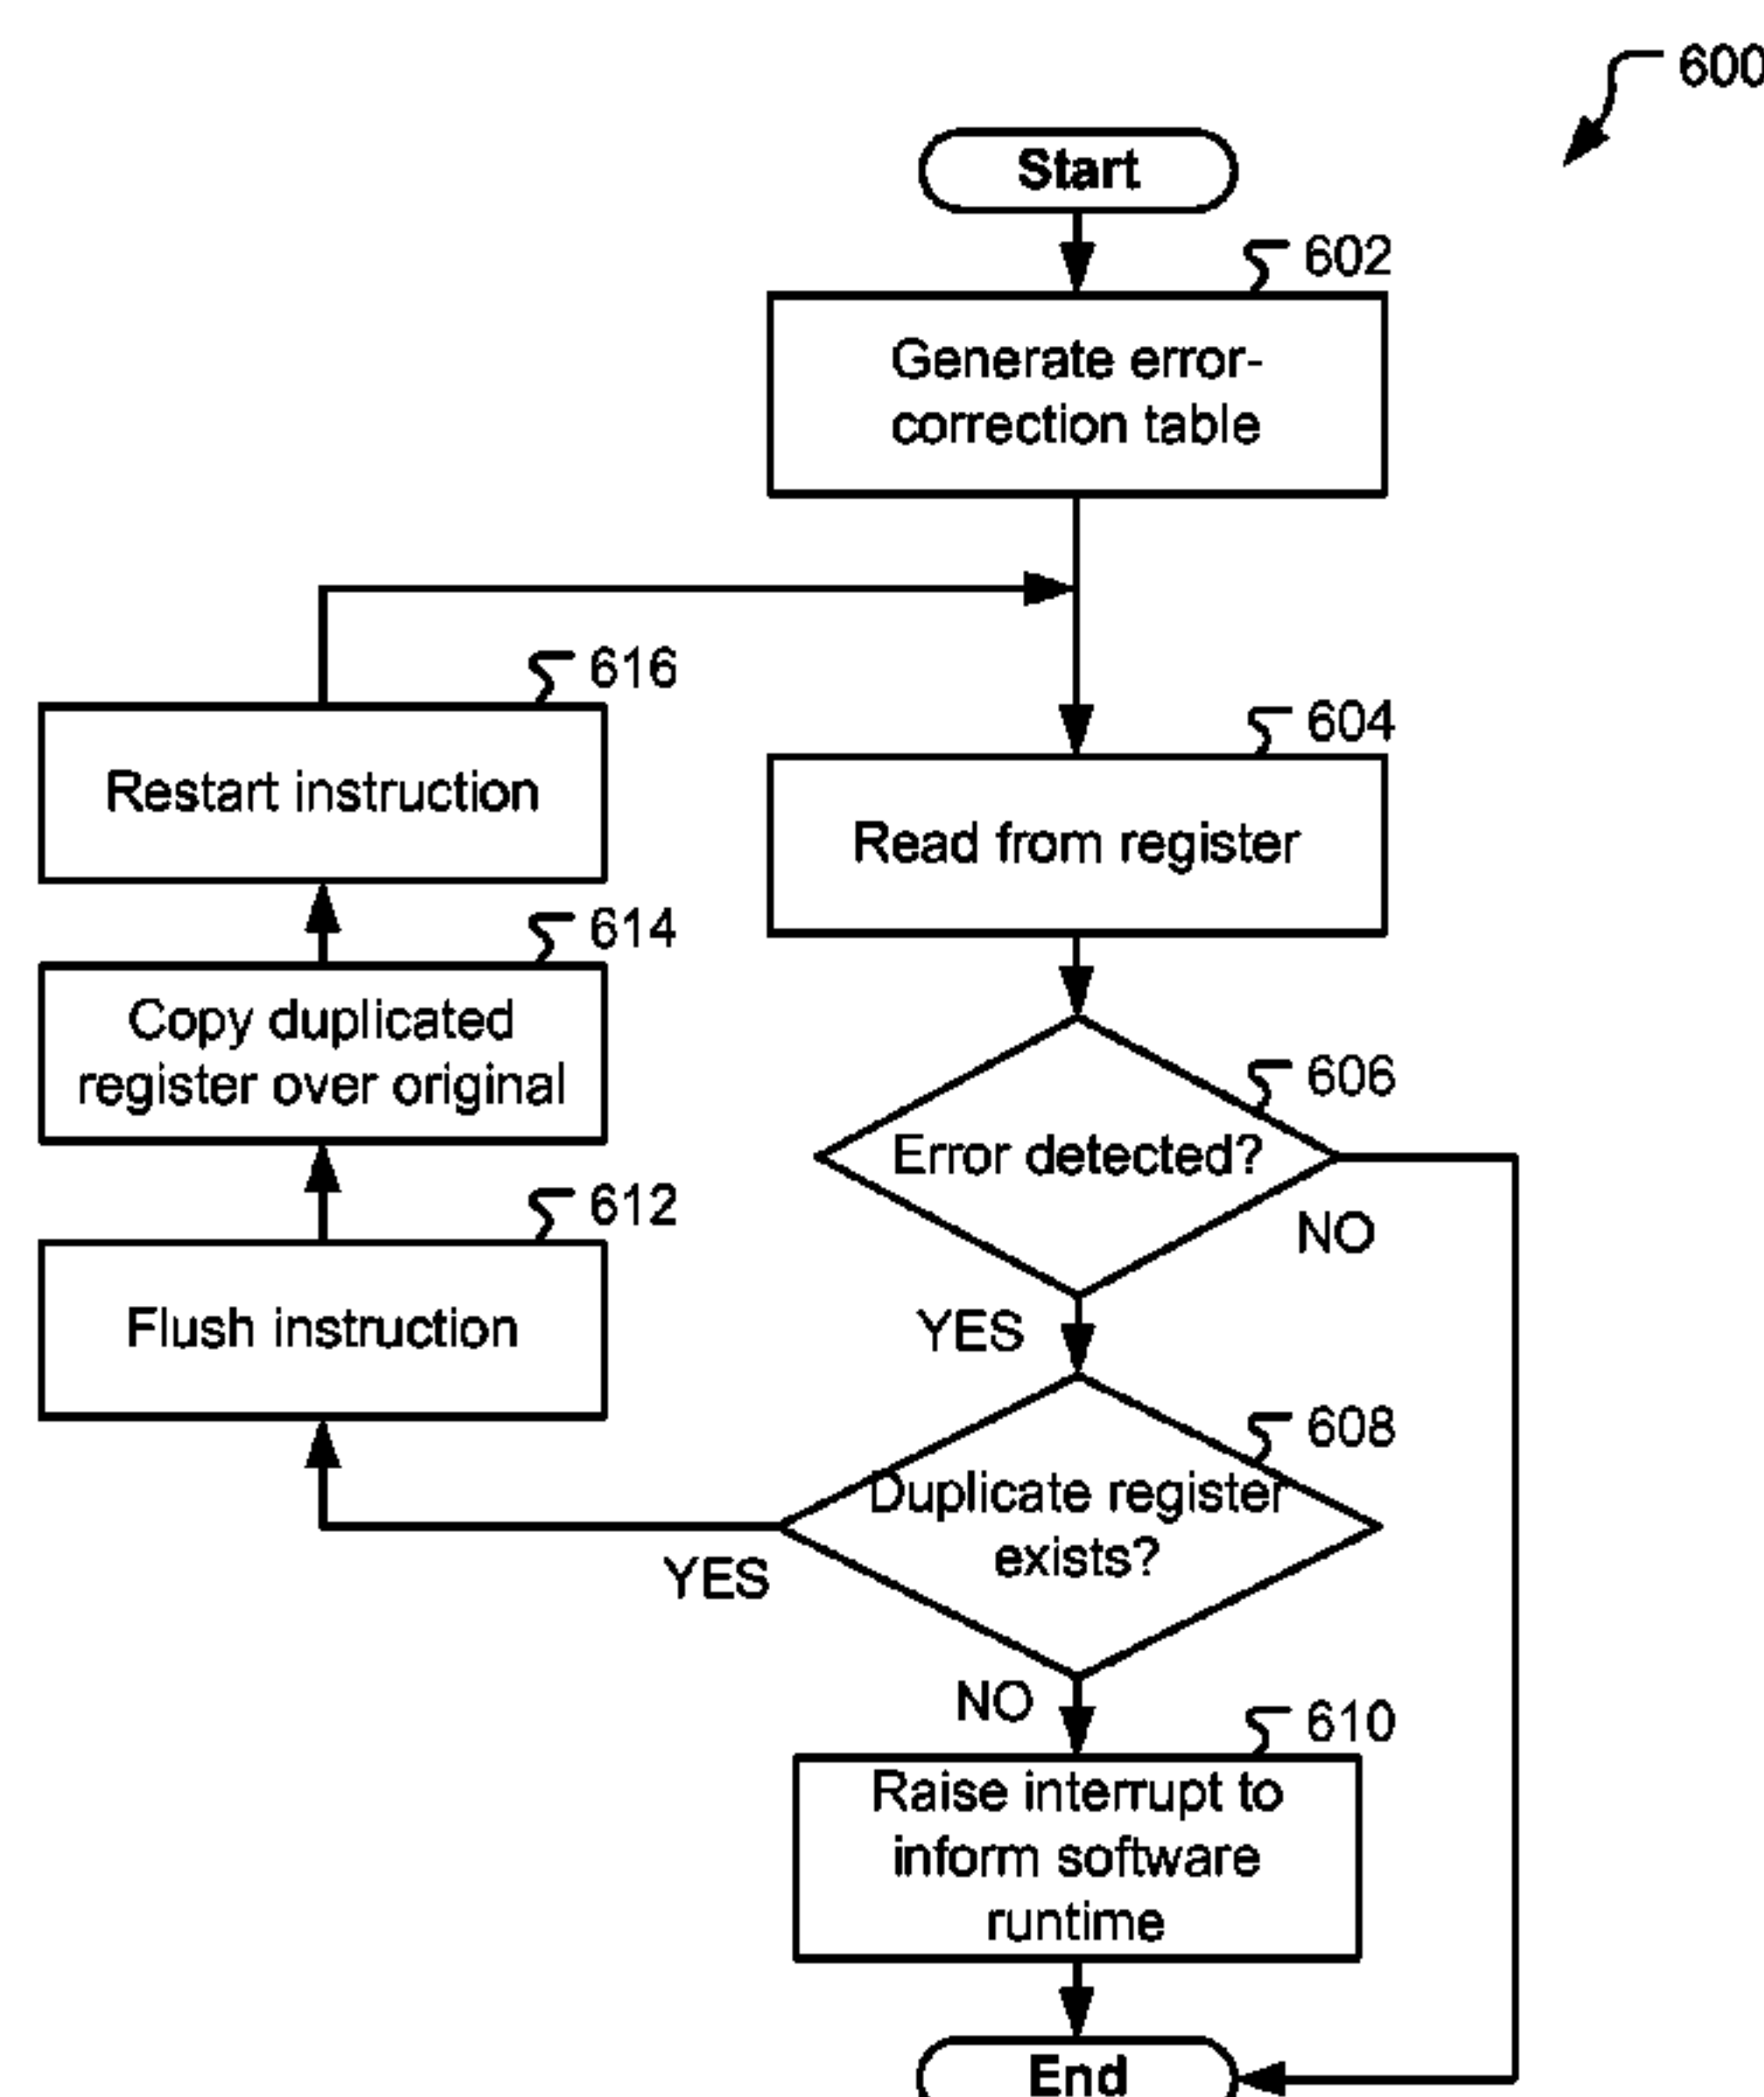 600
Start
602
Generate error-
correction table
616
Restart instruction
604
Read from register
614
Copy duplicated
register over original
606
Error detected?
NO
612
Flush instruction
YES
608
Duplicate register
exists?
YES
NO
610
Raise interrupt to
inform software
runtime
End